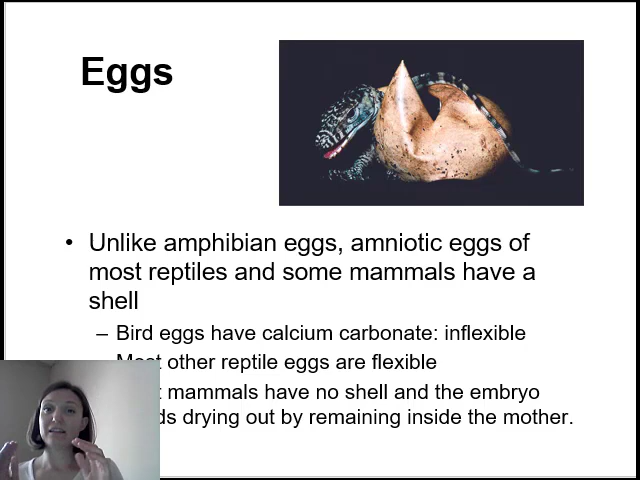 Eggs
• Unlike amphibian eggs, amniotic eggs of
most reptiles and some mammals have a
shell
– Bird eggs have calcium carbonate: inflexible
Most other reptile eggs are flexible
mammals have no shell and the embryo
drying out by remaining inside the mother.